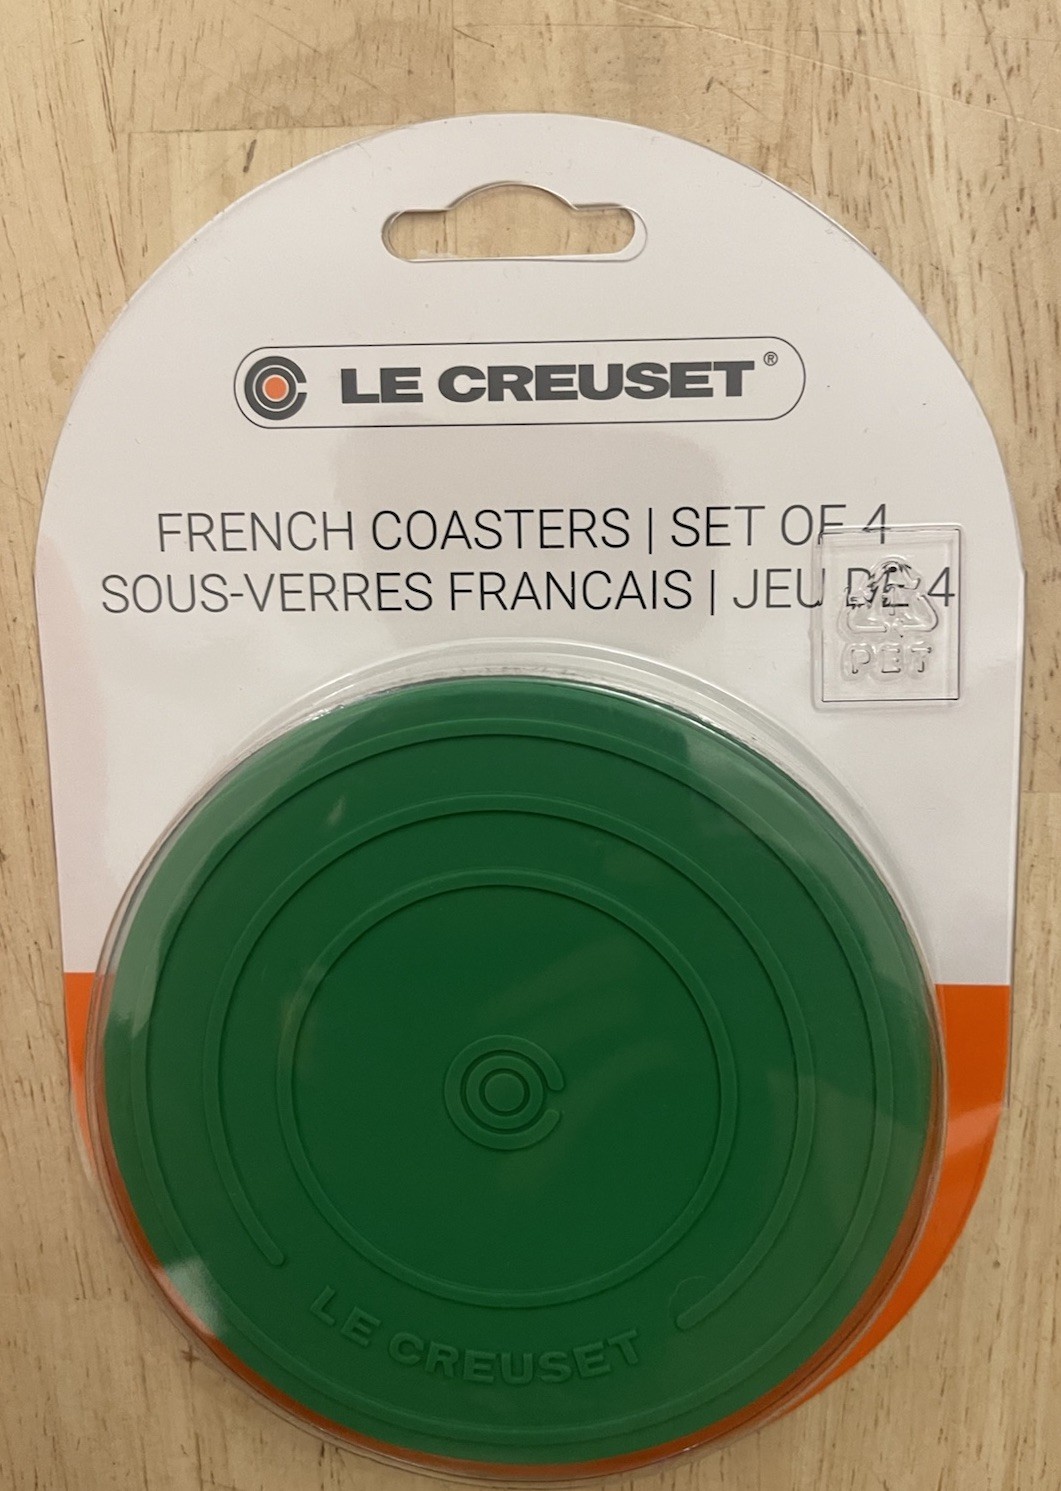 LE CREUSET®
FRENCH COASTERS | SET OF 4
SOUS-VERRES FRANCAIS | JEU DE 4
PET
LE CREUSET